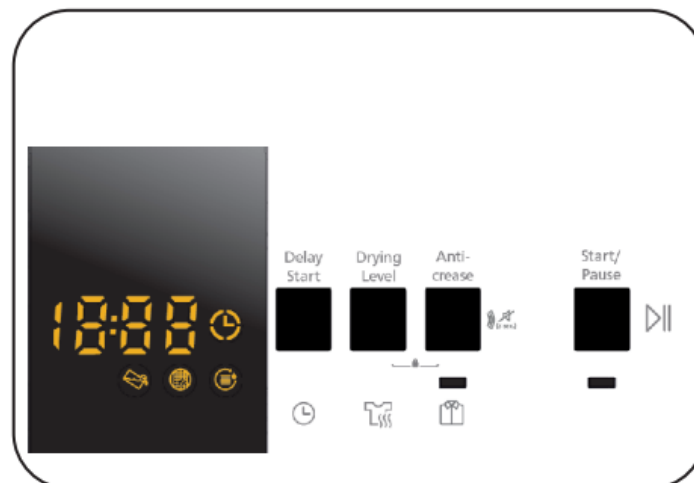 Delay
Start
Drying
Level
Anti-
crease
Start/
Pause
18:88